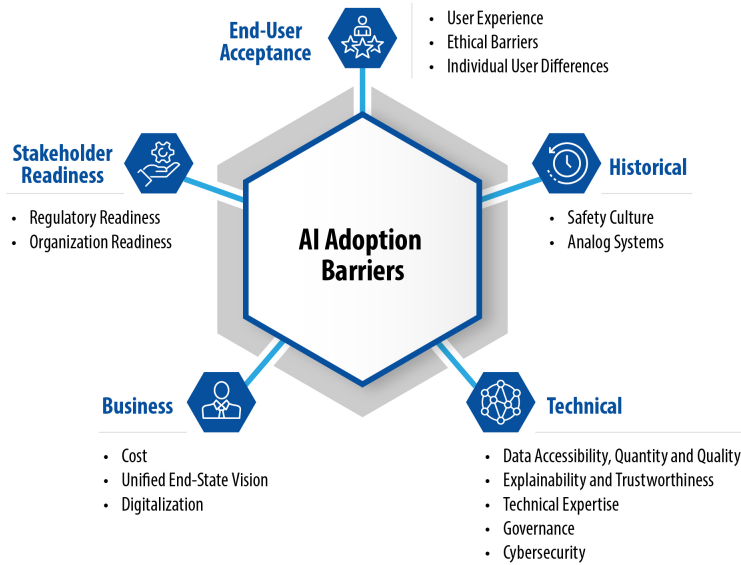 End-User
Acceptance
• User Experience
• Ethical Barriers
• Individual User Differences
Stakeholder
Readiness
• Regulatory Readiness
• Organization Readiness
Historical
• Safety Culture
• Analog Systems
AI Adoption
Barriers
Business
• Cost
• Unified End-State Vision
• Digitalization
Technical
• Data Accessibility, Quantity and Quality
• Explainability and Trustworthiness
• Technical Expertise
• Governance
• Cybersecurity